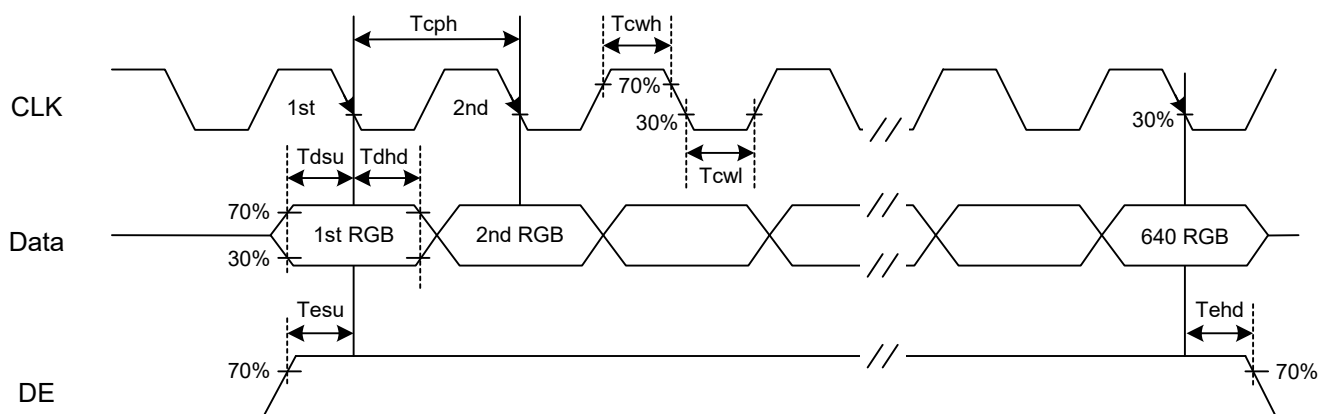 Tcph
Tcwh
CLK
1st
2nd
70%
30%
30%
Tdsu
Tdhd
Tcwl
70%
Data
1st RGB
2nd RGB
640 RGB
30%
Tesu
Tehd
70%
70%
DE